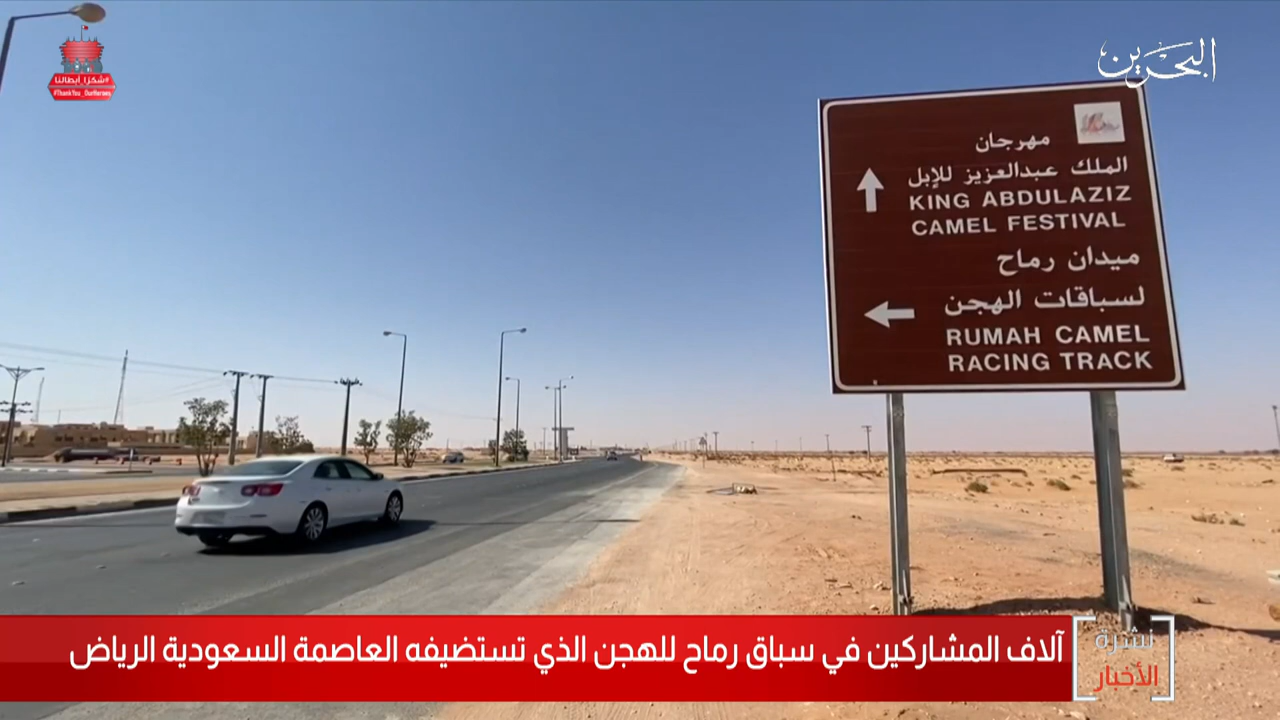 #شكرا_أبطالنا
#ThankYou_OurHeroes
البحرين
مهرجان
الملك عبدالعزيز للإبل
KING ABDULAZIZ
CAMEL FESTIVAL
ميدان رماح
لسباقات الهجن
RUMAH CAMEL
RACING TRACK
نشرة
الأخبار
آلاف المشاركين في سباق رماح للهجن الذي تستضيفه العاصمة السعودية الرياض